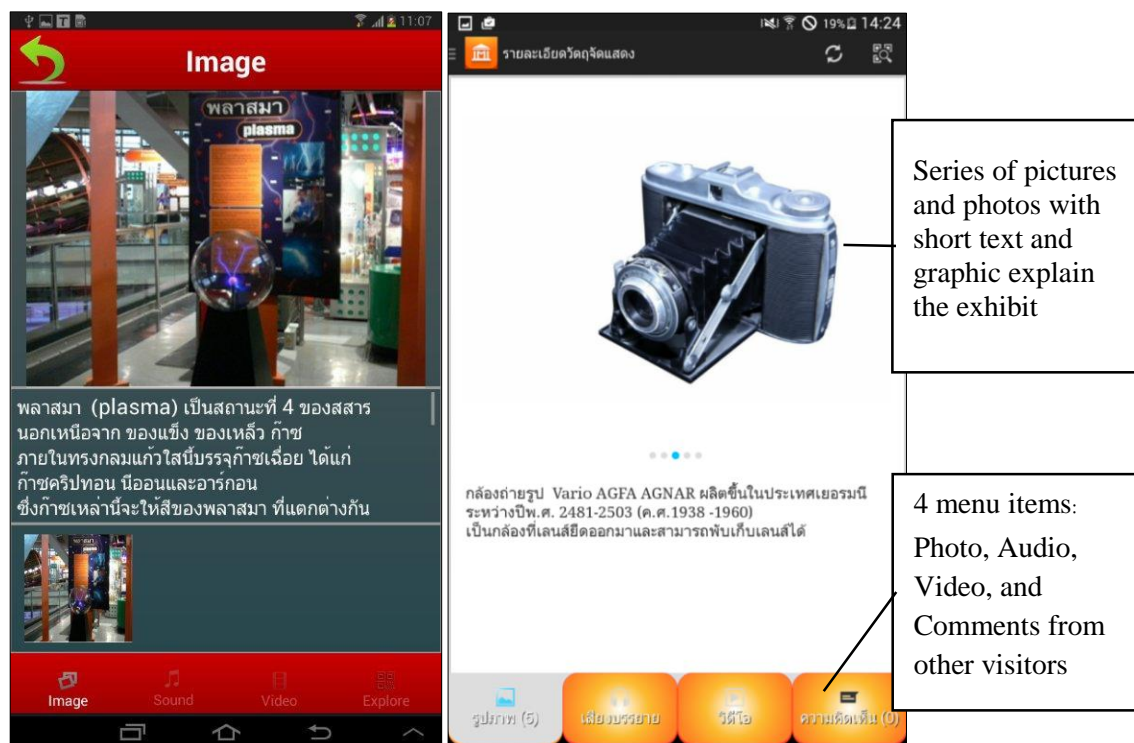 11:07
Image
พลาสมา
plasma
พลาสมา (plasma) เป็นสถานะที่ 4 ของสสาร
นอกเหนือจาก ของแข็ง ของเหลว ก๊าซ
ภายในทรงกลมแก้วใสนี้บรรจุก๊าซเฉื่อย ได้แก่
ก๊าซคริปทอน นีออนและอาร์กอน
ซึ่งก๊าซเหล่านี้จะให้สีของพลาสมา ที่แตกต่างกัน
Image
Sound
Video
Explore
19% 14:24
รายละเอียดวัตถุจัดแสดง
กล้องถ่ายรูป Vario AGFA AGNAR ผลิตขึ้นในประเทศเยอรมนี
ระหว่างปีพ.ศ. 2481-2503 (ค.ศ.1938 -1960)
เป็นกล้องที่เลนส์ยืดออกมาและสามารถพับเก็บเลนส์ได้
รูปภาพ (5)
เสียงบรรยาย
วิดีโอ
ความคิดเห็น (0)
Series of pictures
and photos with
short text and
graphic explain
the exhibit
4 menu items:
Photo, Audio,
Video, and
Comments from
other visitors